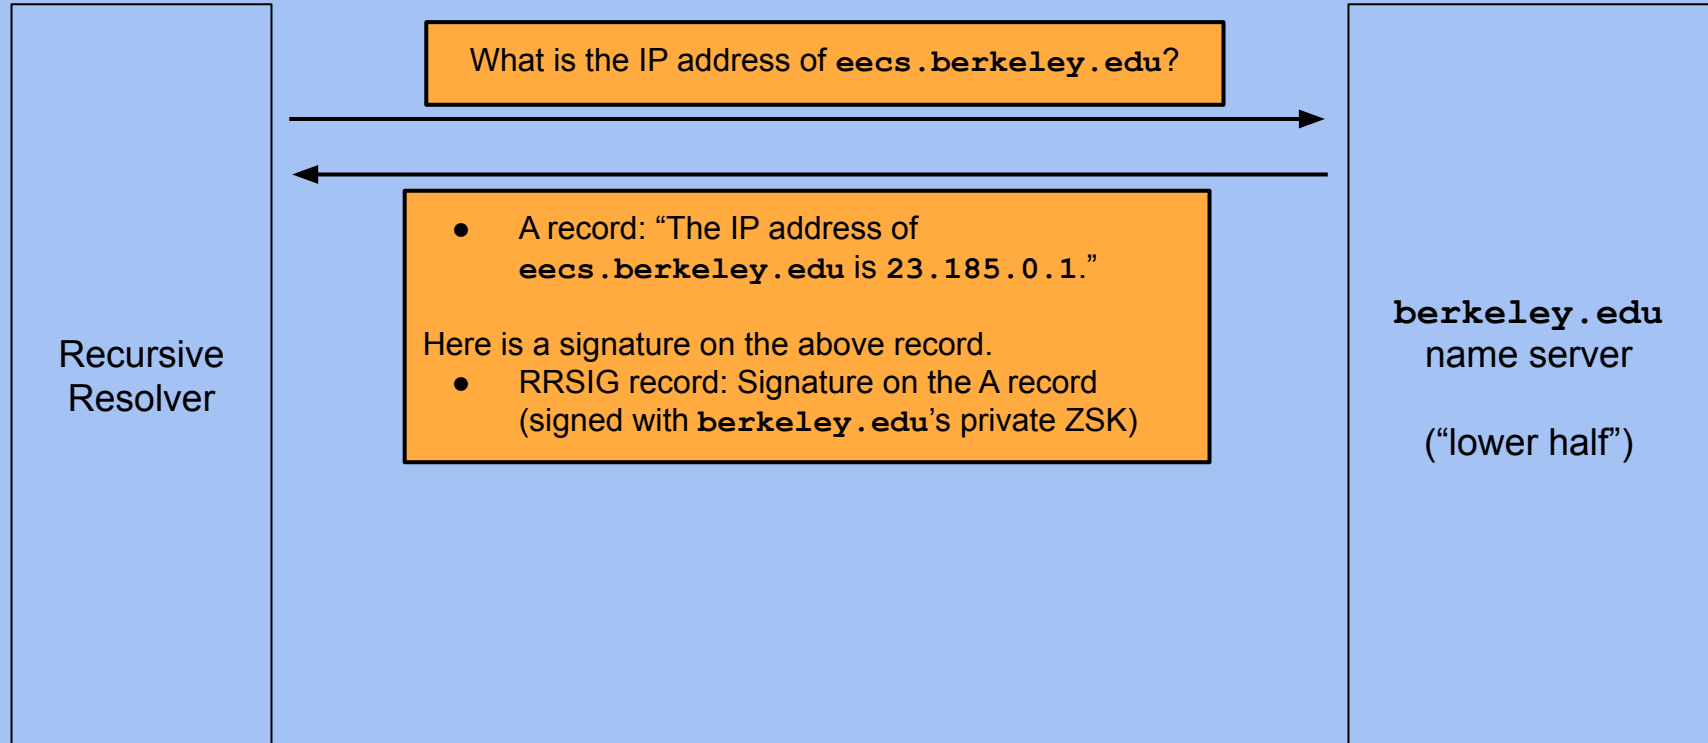 What is the IP address of eecs.berkeley.edu?
● A record: “The IP address of
eecs.berkeley.edu is 23.185.0.1.”
Here is a signature on the above record.
● RRSIG record: Signature on the A record
(signed with berkeley.edu’s private ZSK)
Recursive
Resolver
berkeley.edu
name server
(“lower half”)